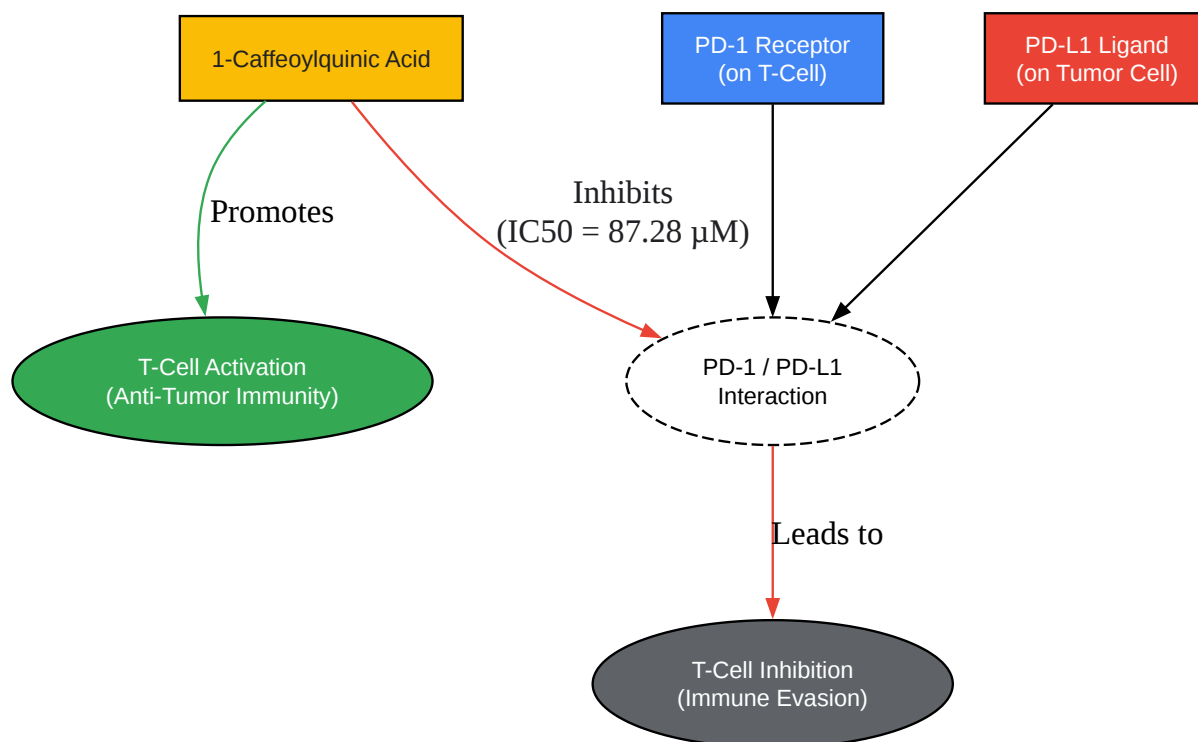 1-Caffeoylquinic Acid
PD-1 Receptor
(on T-Cell)
PD-L1 Ligand
(on Tumor Cell)
Promotes
Inhibits
(IC50 = 87.28 µM)
T-Cell Activation
(Anti-Tumor Immunity)
PD-1 / PD-L1
Interaction
Leads to
T-Cell Inhibition
(Immune Evasion)